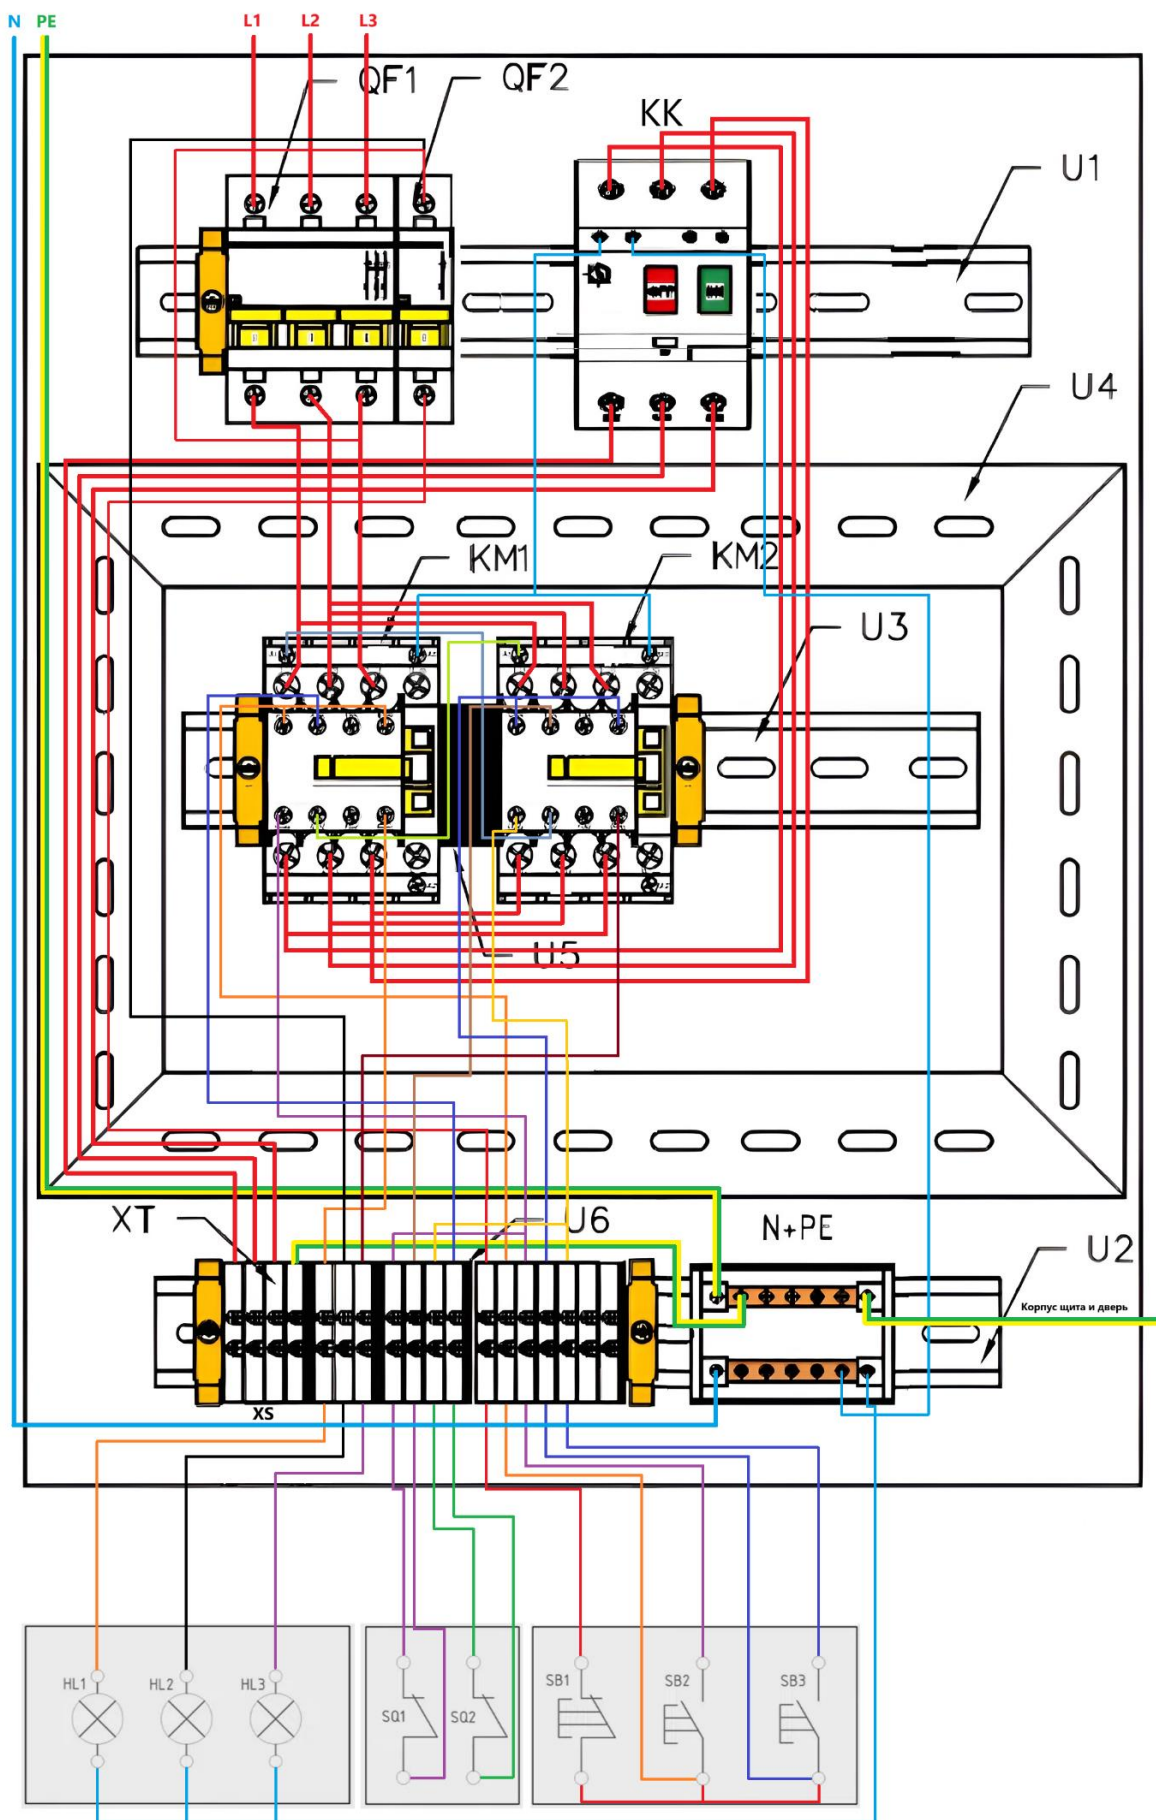 N PE L1 L2 L3
QF1 QF2
KK
U1
U4
KM1 KM2
U3
U5
XT U6 N+PE
U2
Корпус щита и дверь
XS
HL1 HL2 HL3 SQ1 SQ2 SB1 SB2 SB3